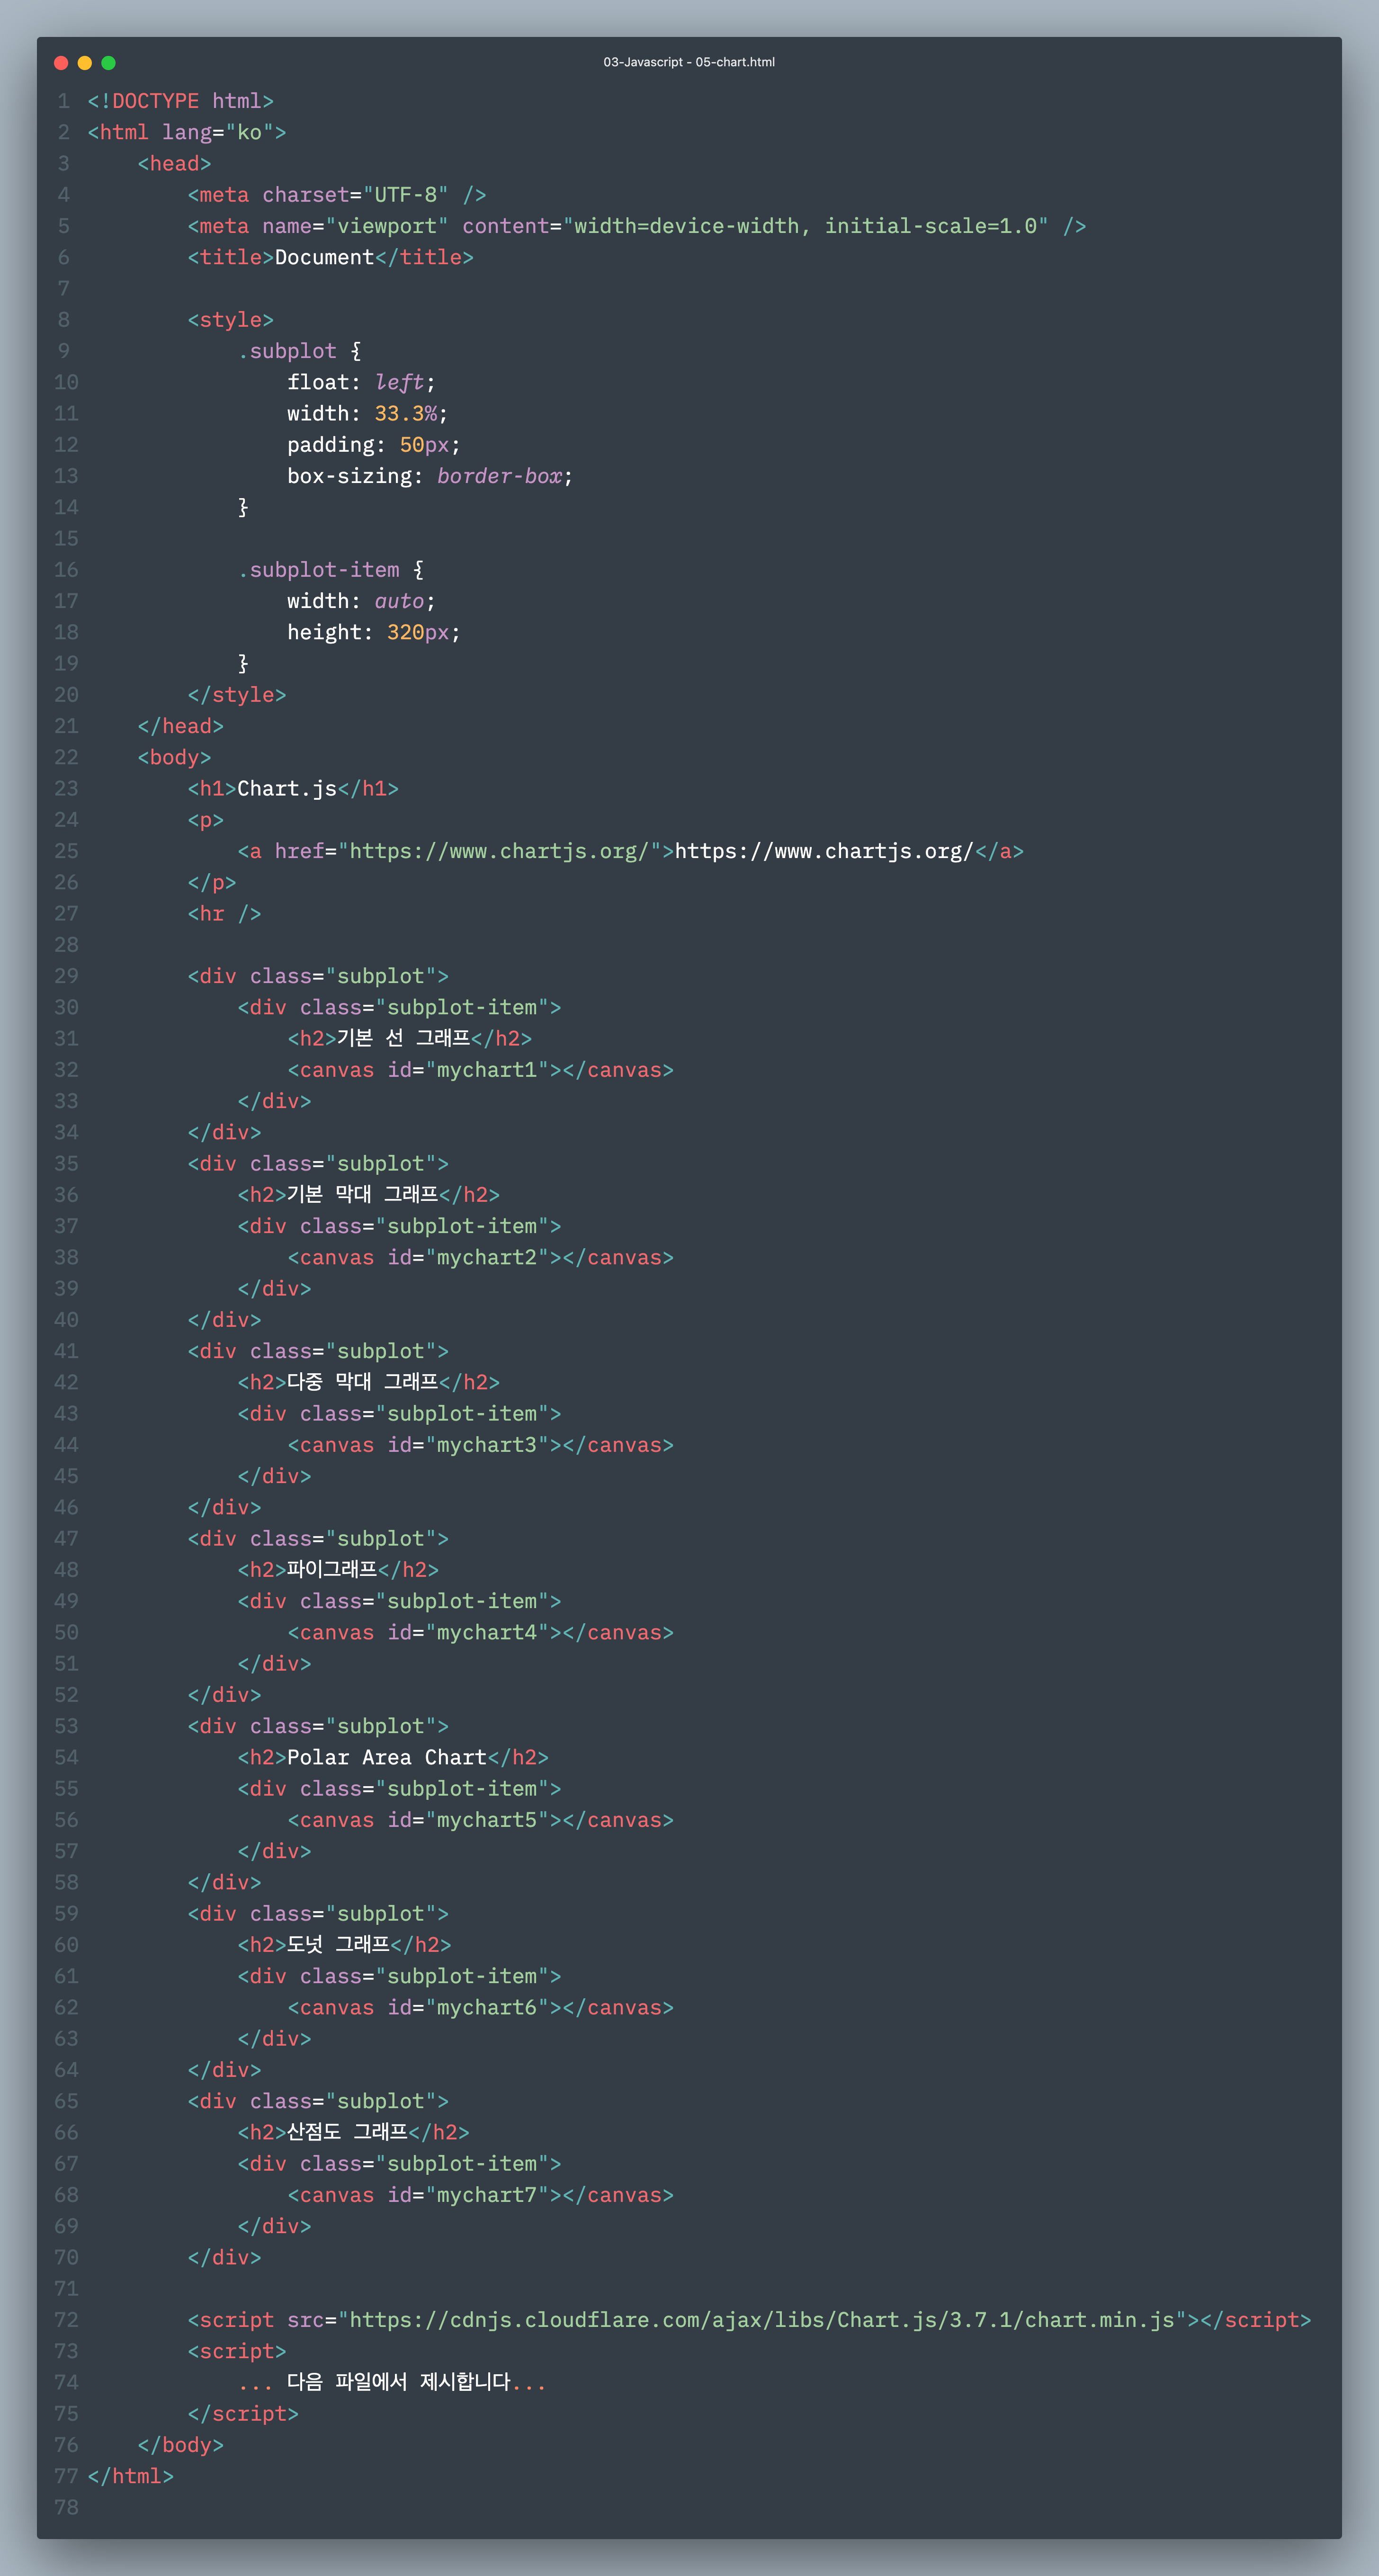 03-Javascript - 05-chart.html
1 <!DOCTYPE html>
2 <html lang="ko">
3     <head>
4         <meta charset="UTF-8" />
5         <meta name="viewport" content="width=device-width, initial-scale=1.0" />
6         <title>Document</title>
7
8         <style>
9             .subplot {
10                 float: left;
11                 width: 33.3%;
12                 padding: 50px;
13                 box-sizing: border-box;
14             }
15
16             .subplot-item {
17                 width: auto;
18                 height: 320px;
19             }
20         </style>
21     </head>
22     <body>
23         <h1>Chart.js</h1>
24         <p>
25             <a href="https://www.chartjs.org/">https://www.chartjs.org/</a>
26         </p>
27         <hr />
28
29         <div class="subplot">
30             <div class="subplot-item">
31                 <h2>기본 선 그래프</h2>
32                 <canvas id="mychart1"></canvas>
33             </div>
34         </div>
35         <div class="subplot">
36             <h2>기본 막대 그래프</h2>
37             <div class="subplot-item">
38                 <canvas id="mychart2"></canvas>
39             </div>
40         </div>
41         <div class="subplot">
42             <h2>다중 막대 그래프</h2>
43             <div class="subplot-item">
44                 <canvas id="mychart3"></canvas>
45             </div>
46         </div>
47         <div class="subplot">
48             <h2>파이그래프</h2>
49             <div class="subplot-item">
50                 <canvas id="mychart4"></canvas>
51             </div>
52         </div>
53         <div class="subplot">
54             <h2>Polar Area Chart</h2>
55             <div class="subplot-item">
56                 <canvas id="mychart5"></canvas>
57             </div>
58         </div>
59         <div class="subplot">
60             <h2>도넛 그래프</h2>
61             <div class="subplot-item">
62                 <canvas id="mychart6"></canvas>
63             </div>
64         </div>
65         <div class="subplot">
66             <h2>산점도 그래프</h2>
67             <div class="subplot-item">
68                 <canvas id="mychart7"></canvas>
69             </div>
70         </div>
71
72         <script src="https://cdnjs.cloudflare.com/ajax/libs/Chart.js/3.7.1/chart.min.js"></script>
73         <script>
74             ... 다음 파일에서 제시합니다...
75         </script>
76     </body>
77 </html>
78